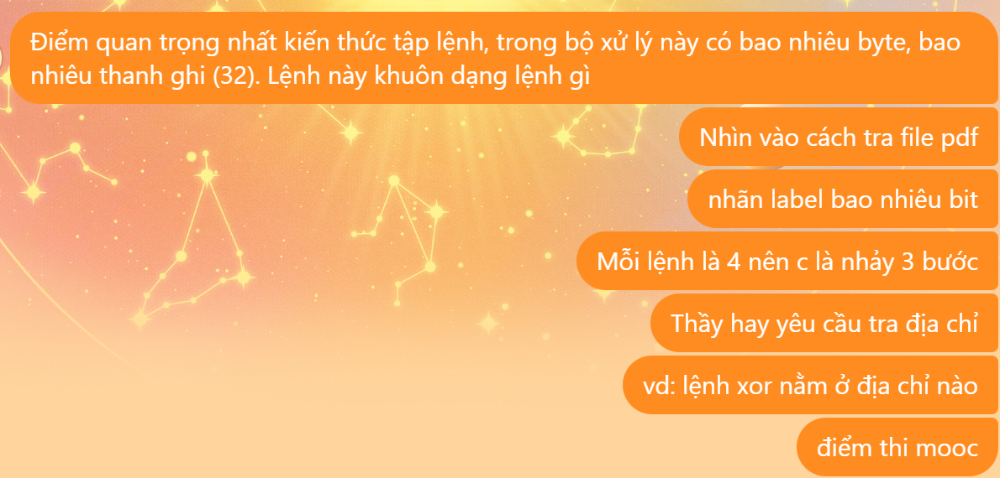 Điểm quan trọng nhất kiến thức tập lệnh, trong bộ xử lý này có bao nhiêu byte, bao
nhiêu thanh ghi (32). Lệnh này khuôn dạng lệnh gì
Nhìn vào cách tra file pdf
nhãn label bao nhiêu bit
Mỗi lệnh là 4 nên c là nhảy 3 bước
Thầy hay yêu cầu tra địa chỉ
vd: lệnh xor nằm ở địa chỉ nào
điểm thi mooc